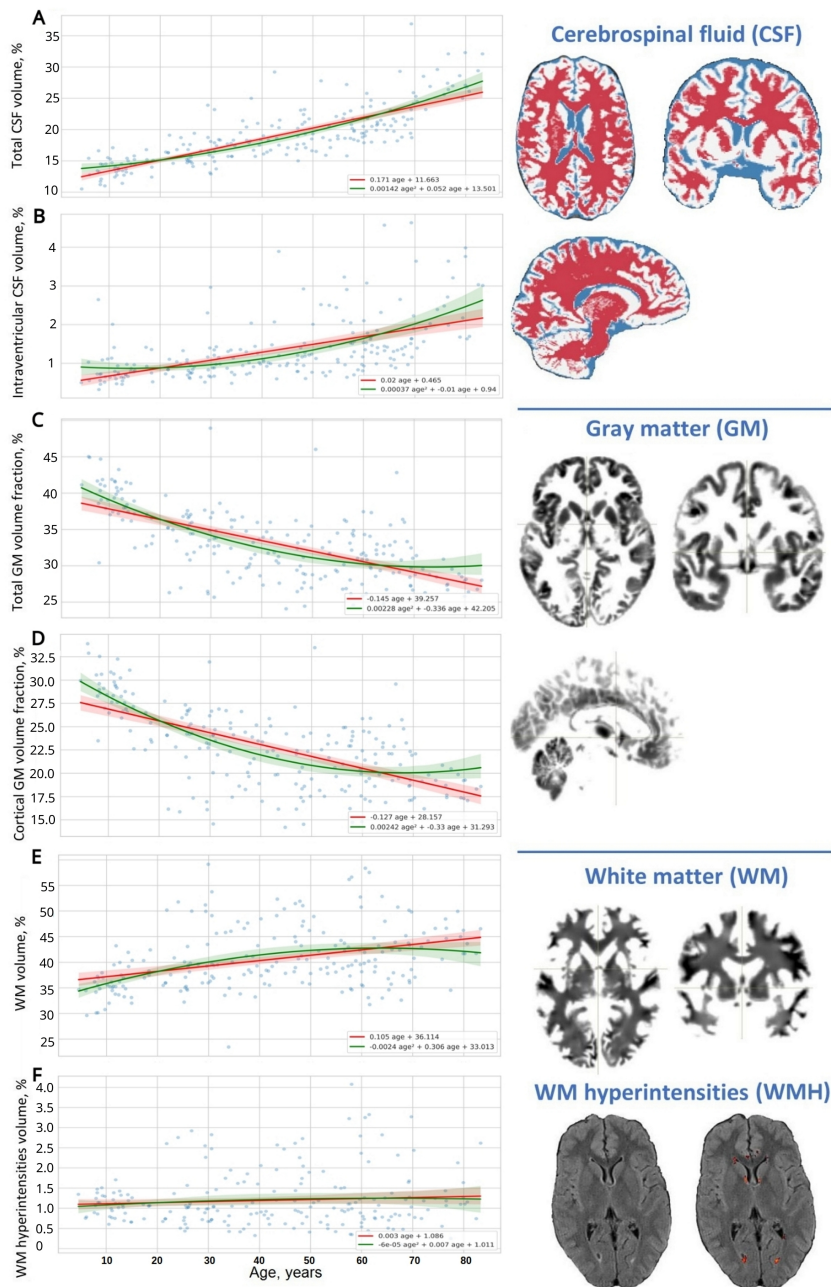 A
Total CSF volume, %
35
30
25
20
15
10
0.171 age + 11.663
0.00142 age² + 0.052 age + 13.501
Cerebrospinal fluid (CSF)
B
Intraventricular CSF volume, %
4
3
2
1
0.02 age + 0.465
0.00037 age² + -0.01 age + 0.94
C
Total GM volume fraction, %
45
40
35
30
25
-0.145 age + 39.257
0.00228 age² + -0.336 age + 42.205
Gray matter (GM)
D
Cortical GM volume fraction, %
32.5
30.0
27.5
25.0
22.5
20.0
17.5
15.0
-0.127 age + 28.157
0.00242 age² + -0.33 age + 31.293
E
WM volume, %
55
50
45
40
35
30
25
0.105 age + 36.114
-0.0024 age² + 0.306 age + 33.013
White matter (WM)
F
WM hyperintensities volume, %
4.0
3.5
3.0
2.5
2.0
1.5
1.0
0.5
0
0.003 age + 1.086
-6e-05 age² + 0.007 age + 1.011
10 20 30 40 50 60 70 80
Age, years
WM hyperintensities (WMH)